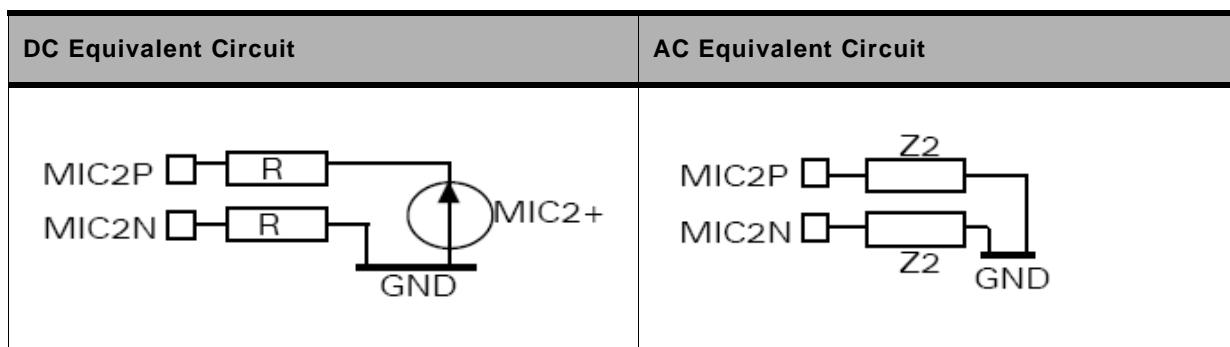 DC Equivalent Circuit
AC Equivalent Circuit
MIC2P
R
MIC2N
R
MIC2+
GND
Z2
MIC2P
MIC2N
Z2
GND